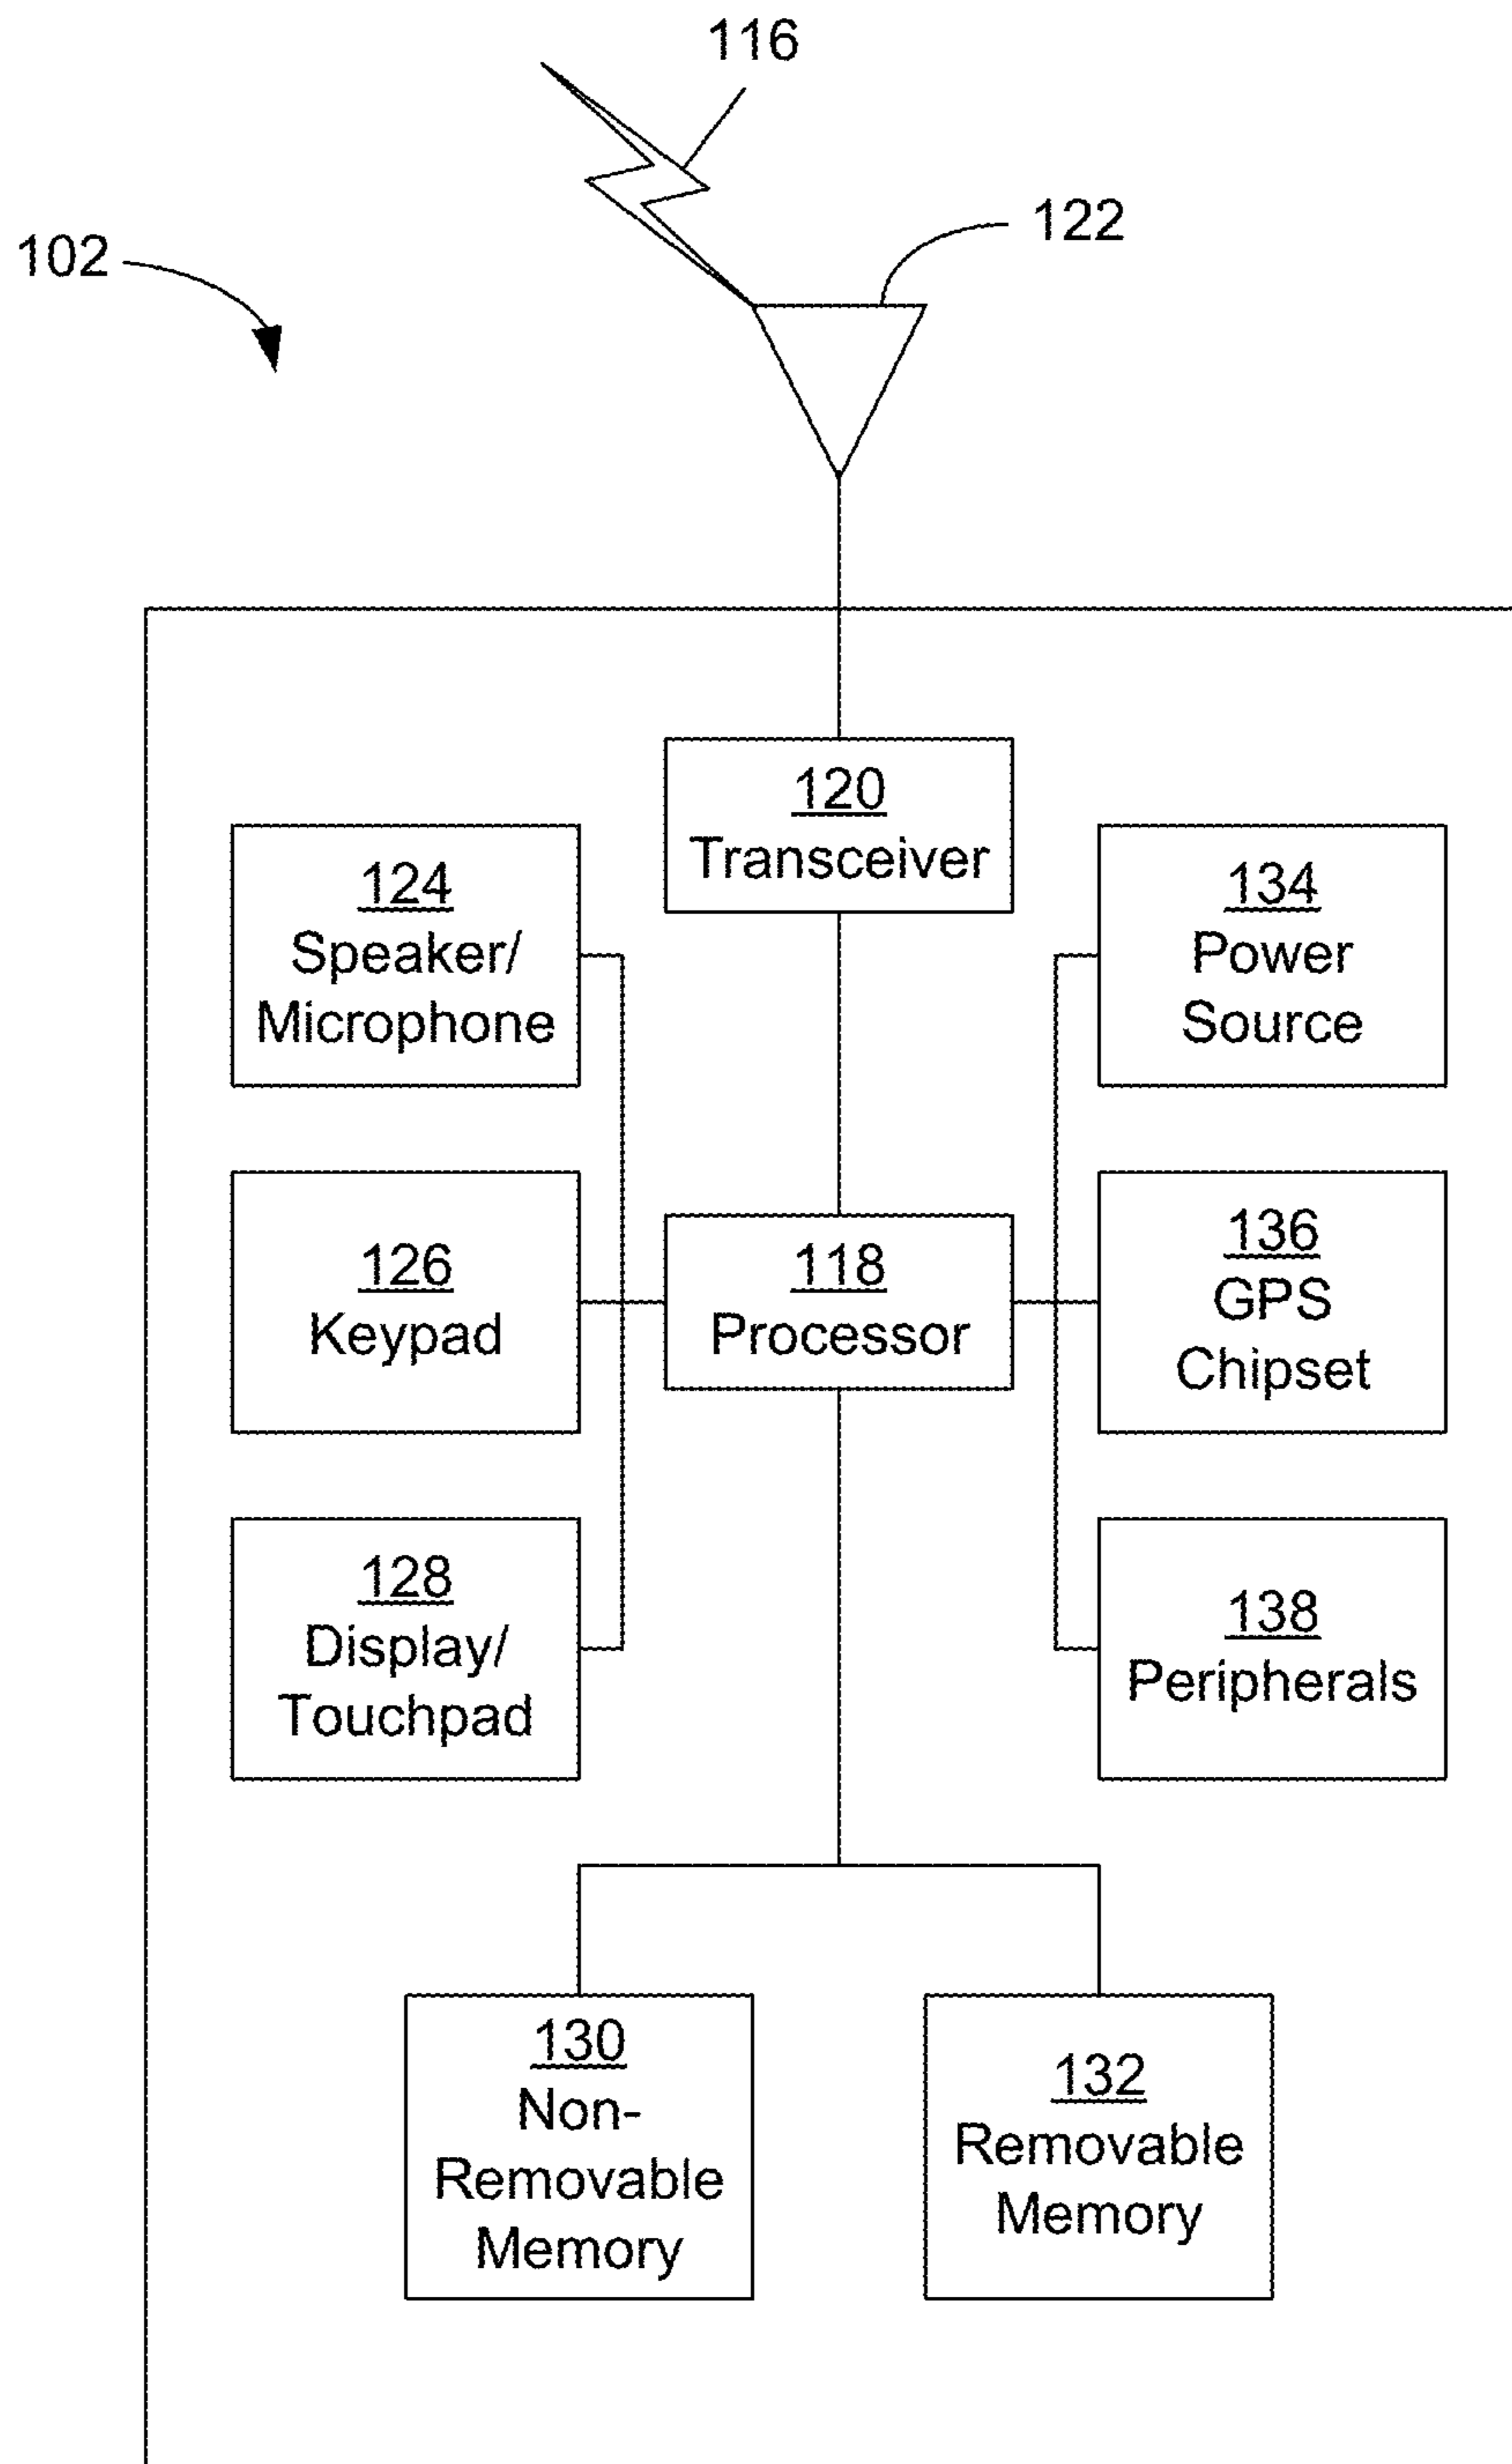 116
122
102
120
Transceiver
124
Speaker/
Microphone
134
Power
Source
126
Keypad
118
Processor
136
GPS
Chipset
128
Display/
Touchpad
138
Peripherals
130
Non-
Removable
Memory
132
Removable
Memory